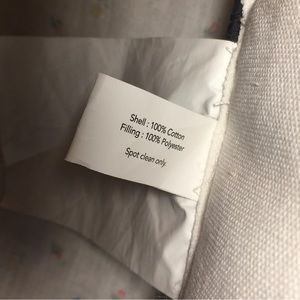 Shell : 100% Cotton
Filling : 100% Polyester
Spot clean only.